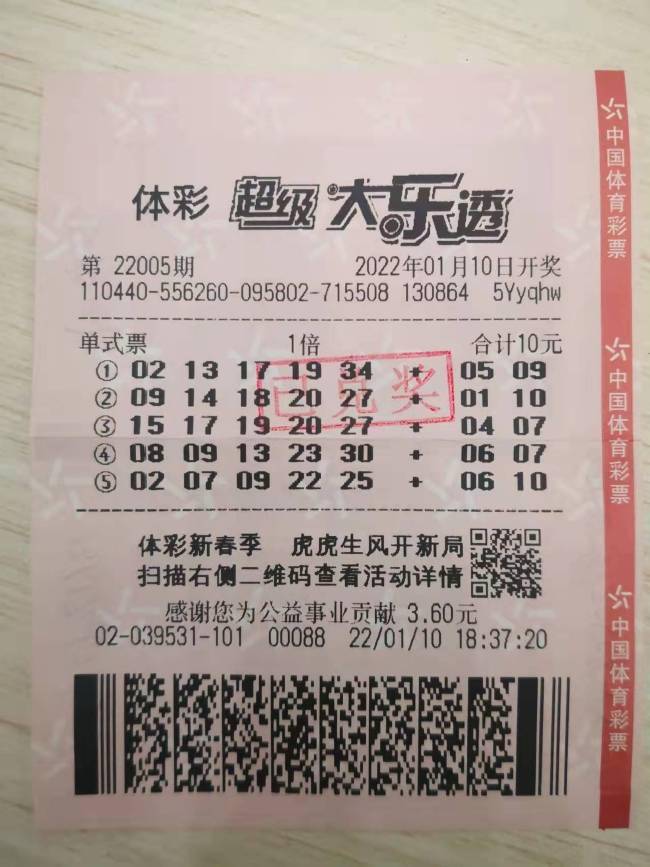 体彩 超级大乐透
第 22005期 2022年01月10日开奖
110440-556260-095802-715508 130864 5Yyqhw
单式票 1倍 合计10元
① 02 13 17 19 34 + 05 09
② 09 14 18 20 27 + 01 10
已兑奖
③ 15 17 19 20 27 + 04 07
④ 08 09 13 23 30 + 06 07
⑤ 02 07 09 22 25 + 06 10
体彩新春季 虎虎生风开新局
扫描右侧二维码查看活动详情
感谢您为公益事业贡献 3.60元
02-039531-101 00088 22/01/10 18:37:20
中国体育彩票
中国体育彩票
中国体育彩票